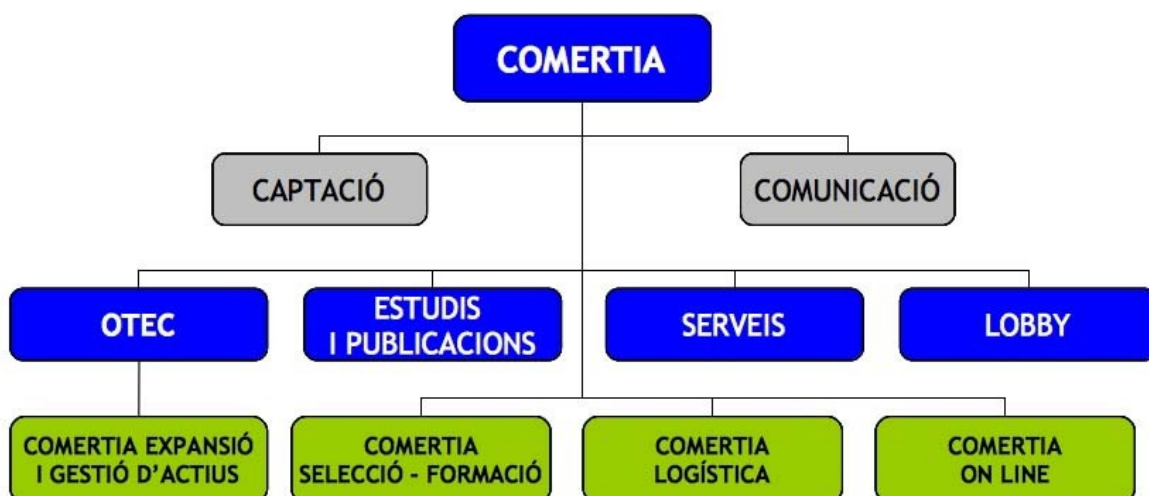 COMERTIA
CAPTACIÓ
COMUNICACIÓ
OTEC
ESTUDIS
I PUBLICACIONS
SERVEIS
LOBBY
COMERTIA EXPANSIÓ
I GESTIÓ D'ACTIUS
COMERTIA
SELECCIÓ - FORMACIÓ
COMERTIA
LOGÍSTICA
COMERTIA
ON LINE